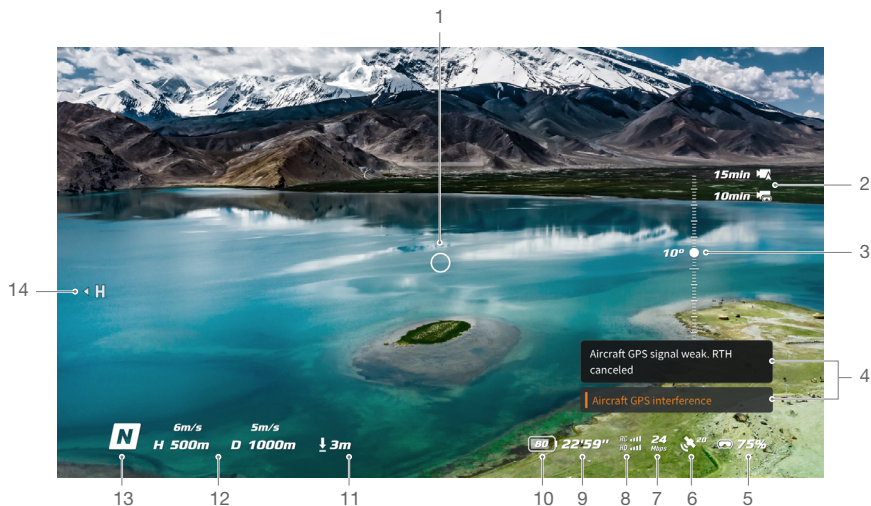 1
15min
2
10min
10°
3
14
H
Aircraft GPS signal weak. RTH
canceled
4
Aircraft GPS interference
N
6m/s
5m/s
H 500m
D 1000m
3m
80
22'59"
RC
HD
24
Mbps
20
75%
13
12
11
10
9
8
7
6
5